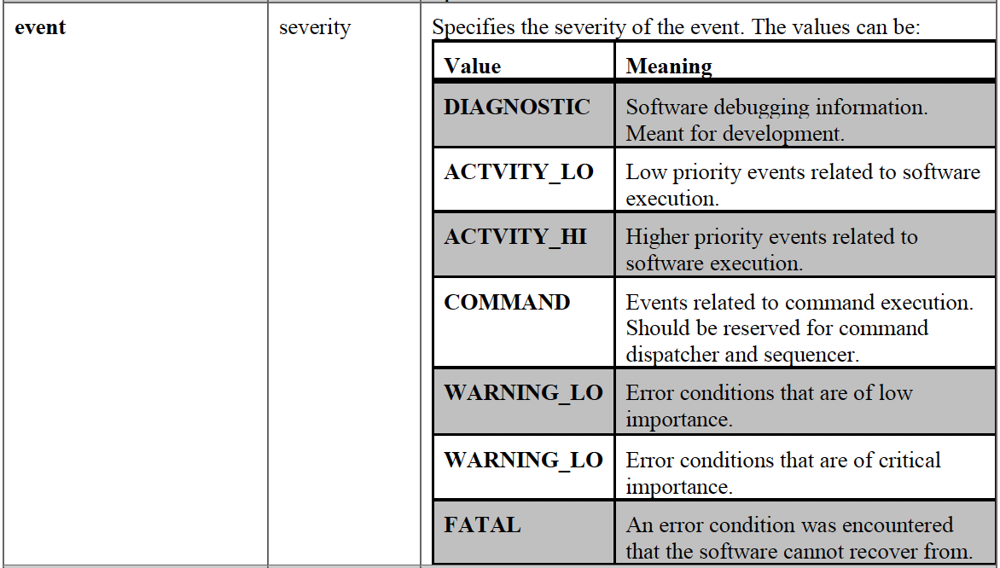 event severity Specifies the severity of the event. The values can be:
Value Meaning
DIAGNOSTIC Software debugging information.
Meant for development.
ACTVITY_LO Low priority events related to software
execution.
ACTVITY_HI Higher priority events related to
software execution.
COMMAND Events related to command execution.
Should be reserved for command
dispatcher and sequencer.
WARNING_LO Error conditions that are of low
importance.
WARNING_LO Error conditions that are of critical
importance.
FATAL An error condition was encountered
that the software cannot recover from.